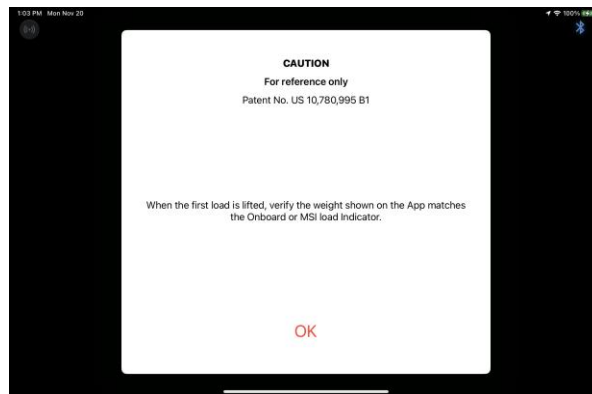 1:03 PM Mon Nov 20
100%
CAUTION
For reference only
Patent No. US 10,780,995 B1
When the first load is lifted, verify the weight shown on the App matches
the Onboard or MSI load Indicator.
OK